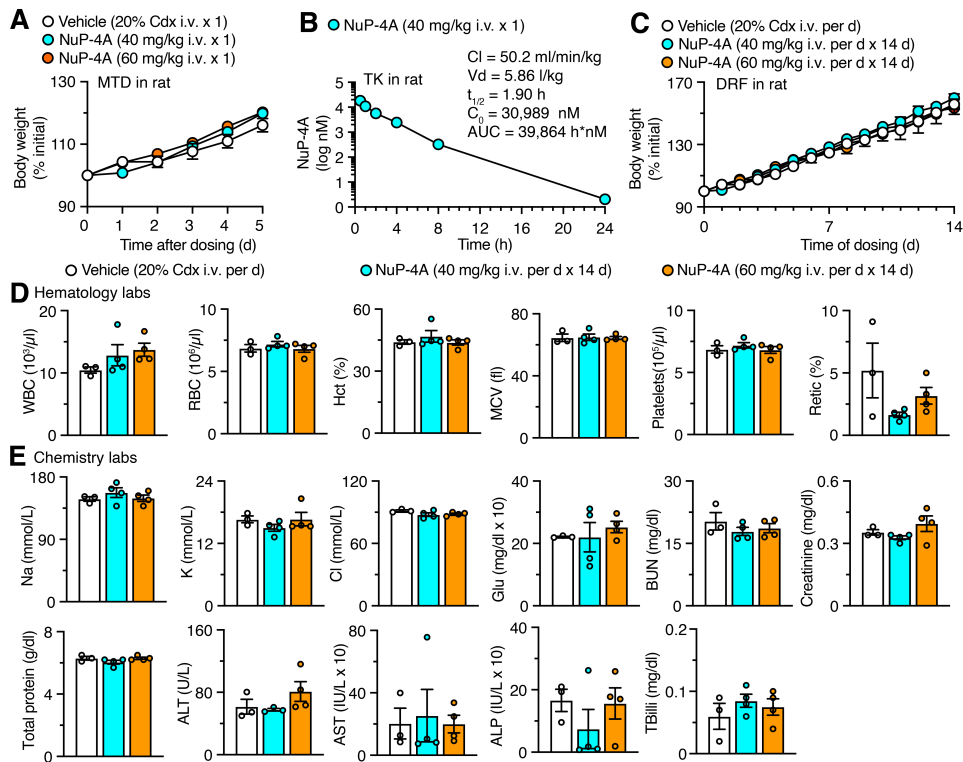 A
Vehicle (20% Cdx i.v. x 1)
NuP-4A (40 mg/kg i.v. x 1)
NuP-4A (60 mg/kg i.v. x 1)
MTD in rat
Body weight
(% initial)
130
110
90
0 1 2 3 4 5
Time after dosing (d)
B
NuP-4A (40 mg/kg i.v. x 1)
TK in rat
Cl = 50.2 ml/min/kg
Vd = 5.86 l/kg
t1/2 = 1.90 h
C0 = 30,989 nM
AUC = 39,864 h*nM
NuP-4A
(log nM)
5
4
3
2
1
0
0 4 8 12 16 20 24
Time (h)
C
Vehicle (20% Cdx i.v. per d)
NuP-4A (40 mg/kg i.v. per d x 14 d)
NuP-4A (60 mg/kg i.v. per d x 14 d)
DRF in rat
Body weight
(% initial)
170
130
90
0 7 14
Time of dosing (d)
Vehicle (20% Cdx i.v. per d)
NuP-4A (40 mg/kg i.v. per d x 14 d)
NuP-4A (60 mg/kg i.v. per d x 14 d)
D
Hematology labs
WBC (10³/µl)
20
10
0
RBC (10⁶/µl)
10
5
0
Hct (%)
60
30
0
MCV (fl)
80
40
0
Platelets(10⁵/µl)
10
5
0
Retic (%)
10
5
0
E
Chemistry labs
Na (mmol/L)
180
90
0
K (mmol/L)
24
12
0
Cl (mmol/L)
120
60
0
Glu (mg/dl x 10)
40
20
0
BUN (mg/dl)
30
15
0
Creatinine (mg/dl)
0.6
0.3
0
Total protein (g/dl)
8
4
0
ALT (U/L)
160
80
0
AST (IU/L x 10)
80
40
0
ALP (IU/L x 10)
40
20
0
TBilli (mg/dl)
0.2
0.1
0